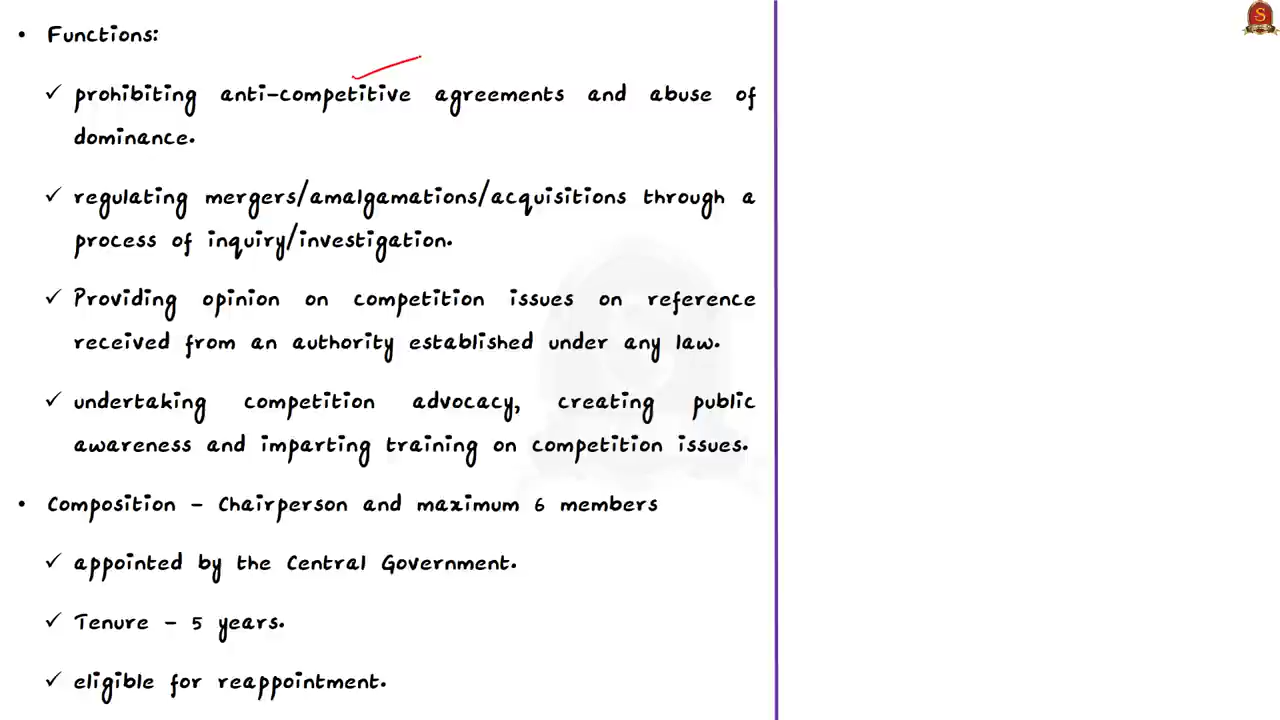 • Functions:
✓ prohibiting anti-competitive agreements and abuse of
dominance.
✓ regulating mergers/amalgamations/acquisitions through a
process of inquiry/investigation.
✓ Providing opinion on competition issues on reference
received from an authority established under any law.
✓ undertaking competition advocacy, creating public
awareness and imparting training on competition issues.
• Composition – Chairperson and maximum 6 members
✓ appointed by the Central Government.
✓ Tenure – 5 years.
✓ eligible for reappointment.
S